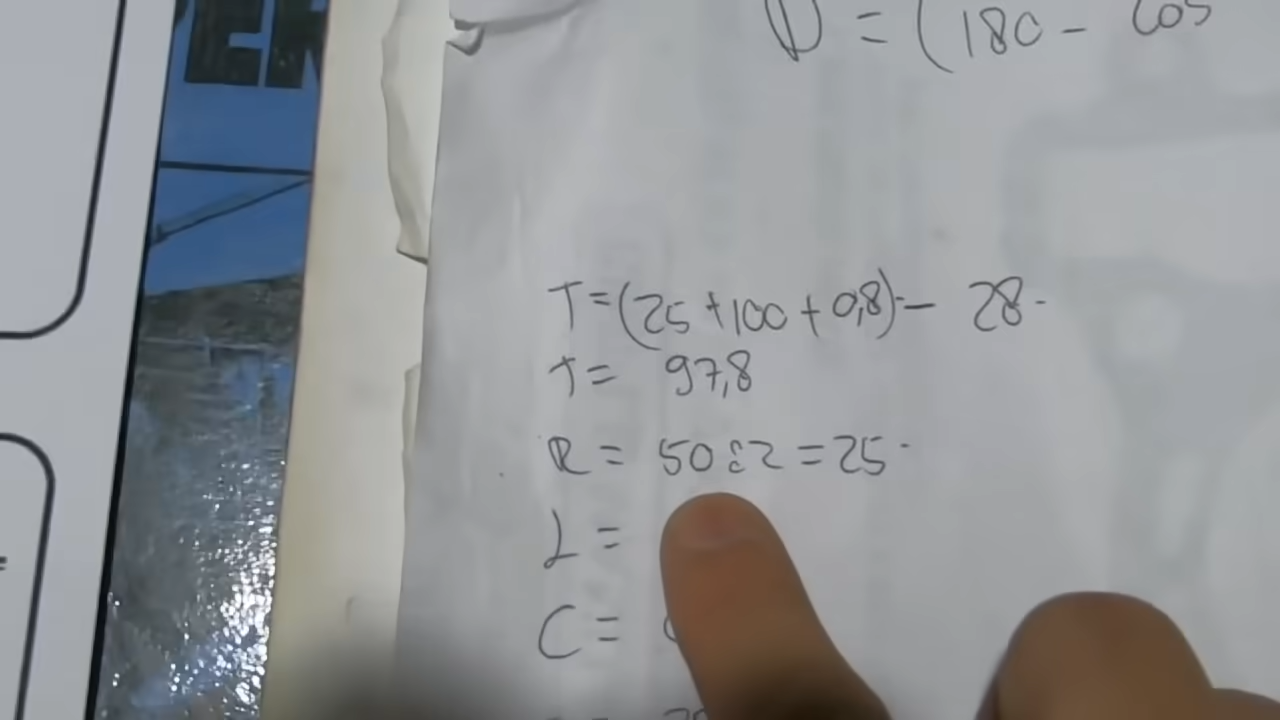 D = (180 - cos
T=(25 +100 + 0,8) - 28.
T= 97,8
R = 50:2 = 25.
L =
C =